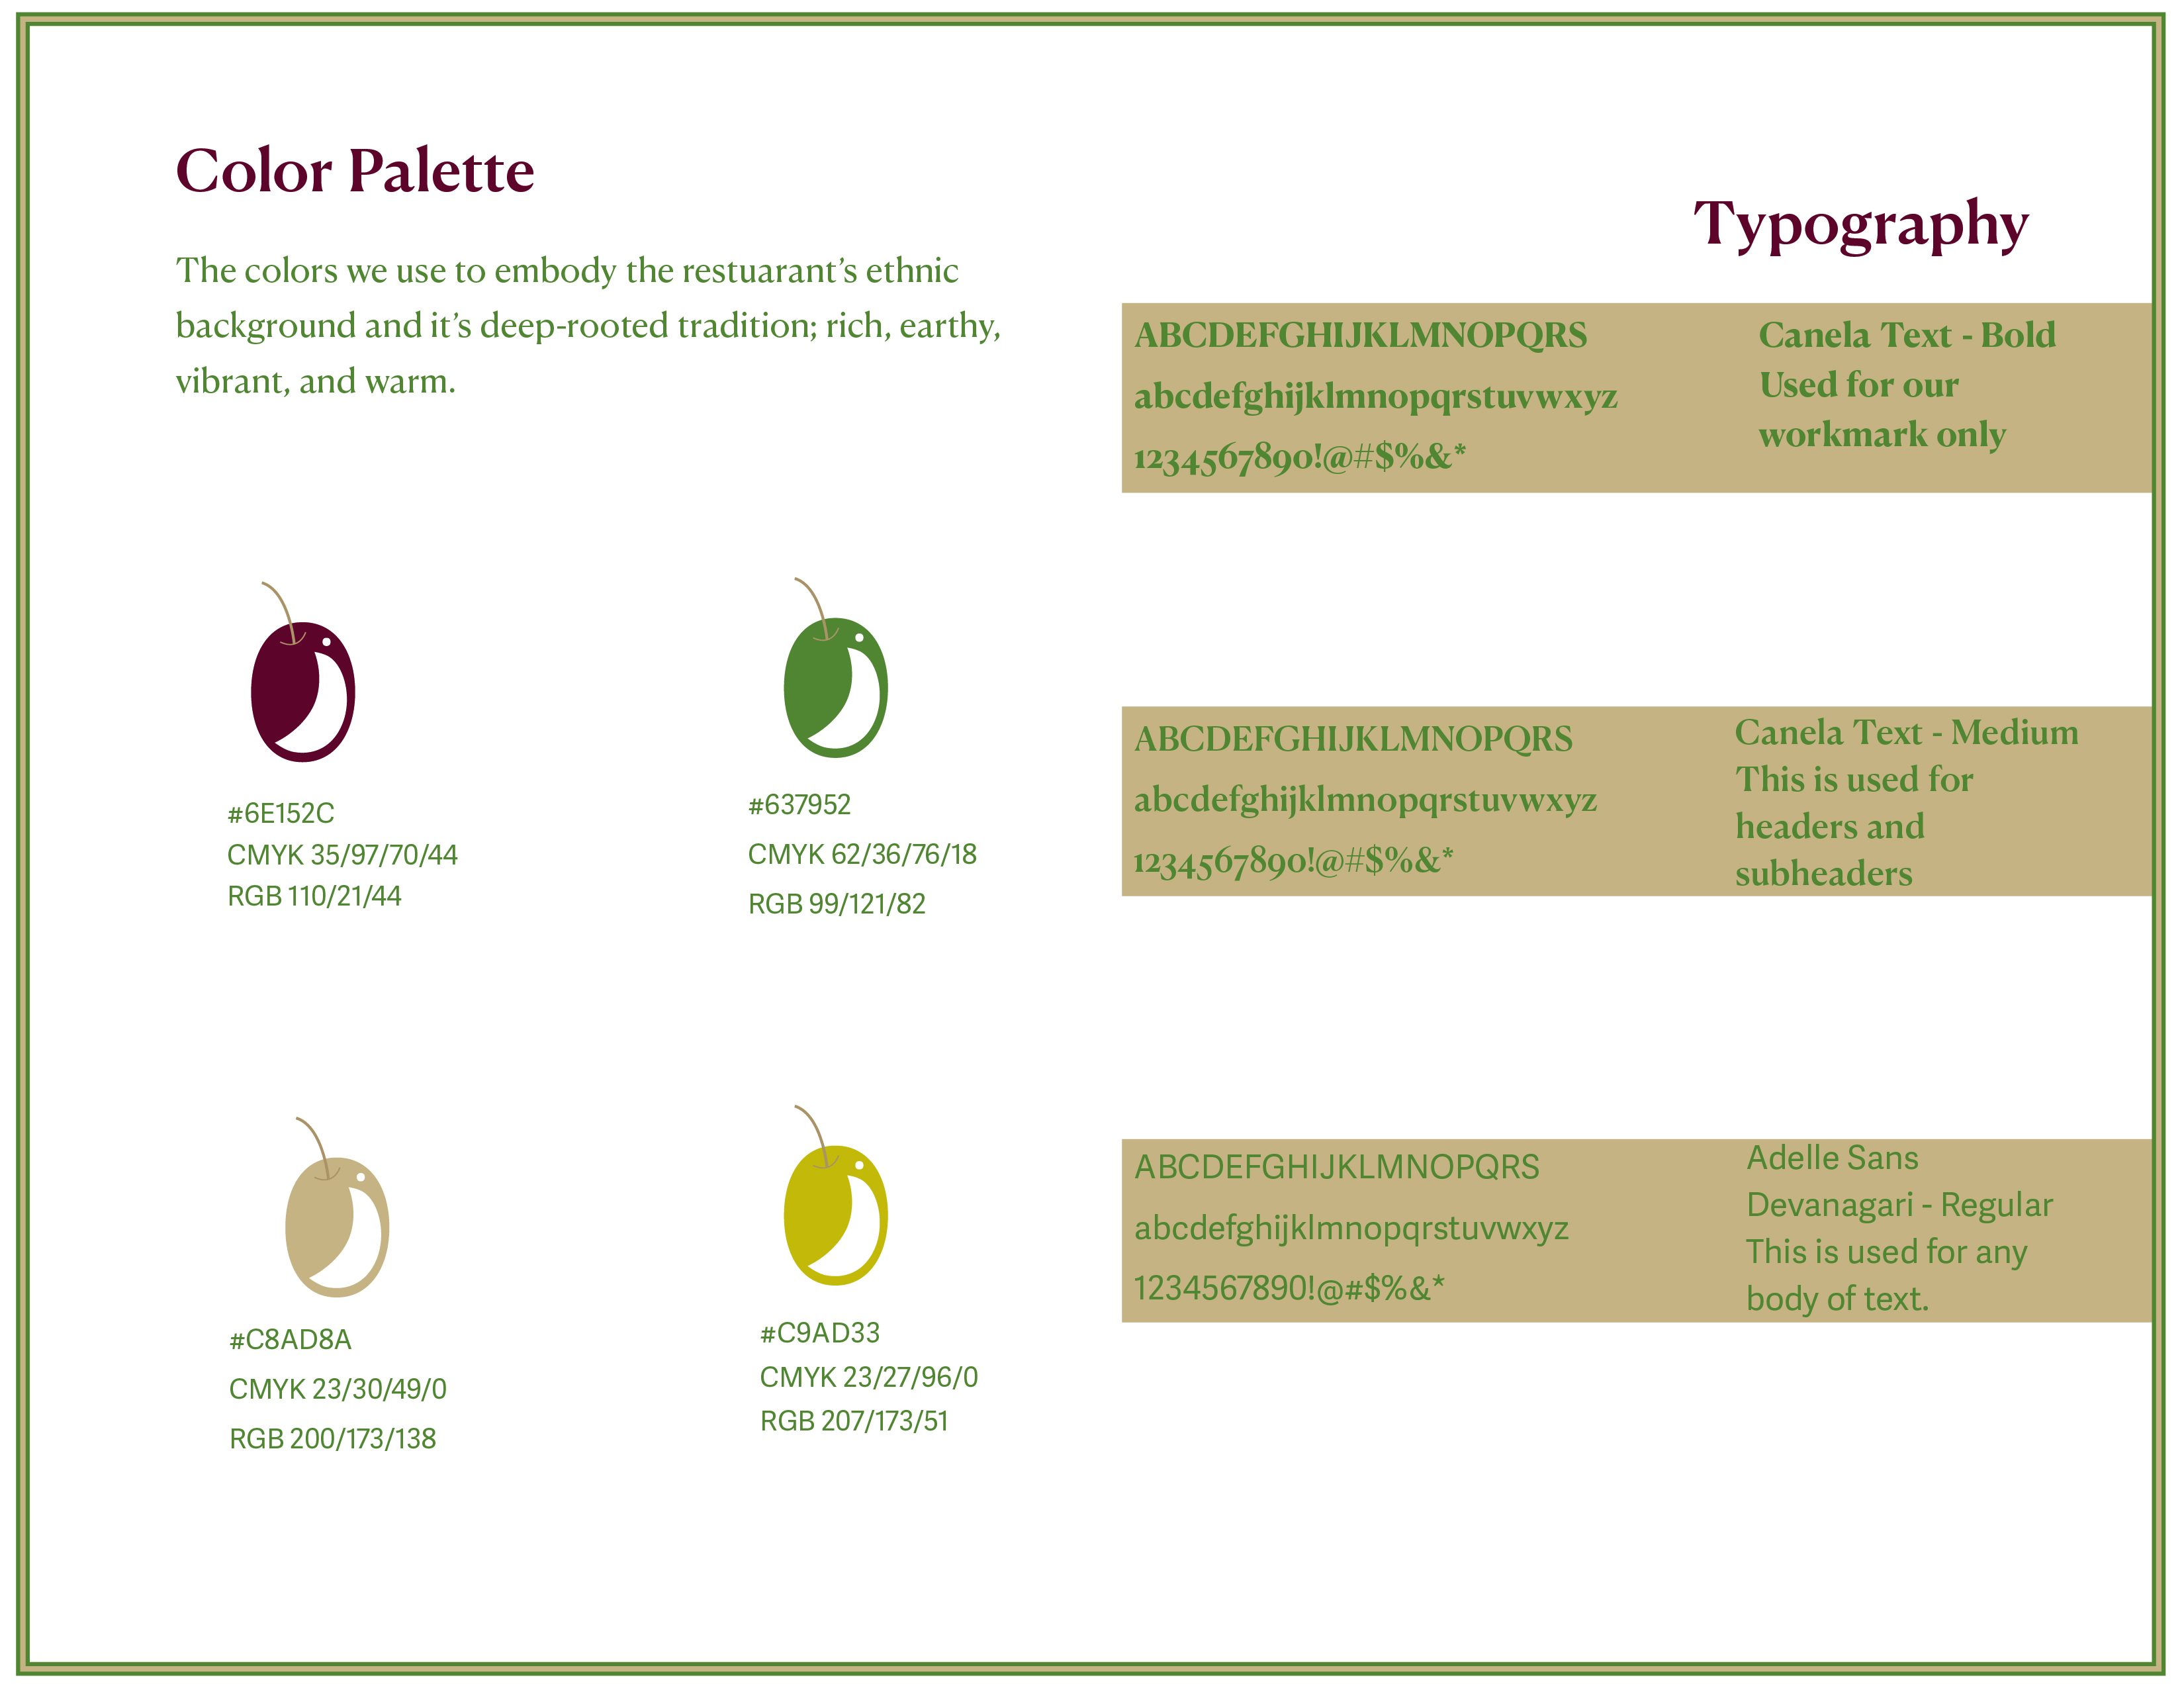 Color Palette
The colors we use to embody the restuarant’s ethnic
background and it’s deep-rooted tradition; rich, earthy,
vibrant, and warm.
#6E152C
CMYK 35/97/70/44
RGB 110/21/44
#637952
CMYK 62/36/76/18
RGB 99/121/82
#C8AD8A
CMYK 23/30/49/0
RGB 200/173/138
#C9AD33
CMYK 23/27/96/0
RGB 207/173/51
Typography
ABCDEFGHIJKLMNOPQRS
abcdefghijklmnopqrstuvwxyz
1234567890!@#$%&*
Canela Text - Bold
Used for our
workmark only
ABCDEFGHIJKLMNOPQRS
abcdefghijklmnopqrstuvwxyz
1234567890!@#$%&*
Canela Text - Medium
This is used for
headers and
subheaders
ABCDEFGHIJKLMNOPQRS
abcdefghijklmnopqrstuvwxyz
1234567890!@#$%&*
Adelle Sans
Devanagari - Regular
This is used for any
body of text.